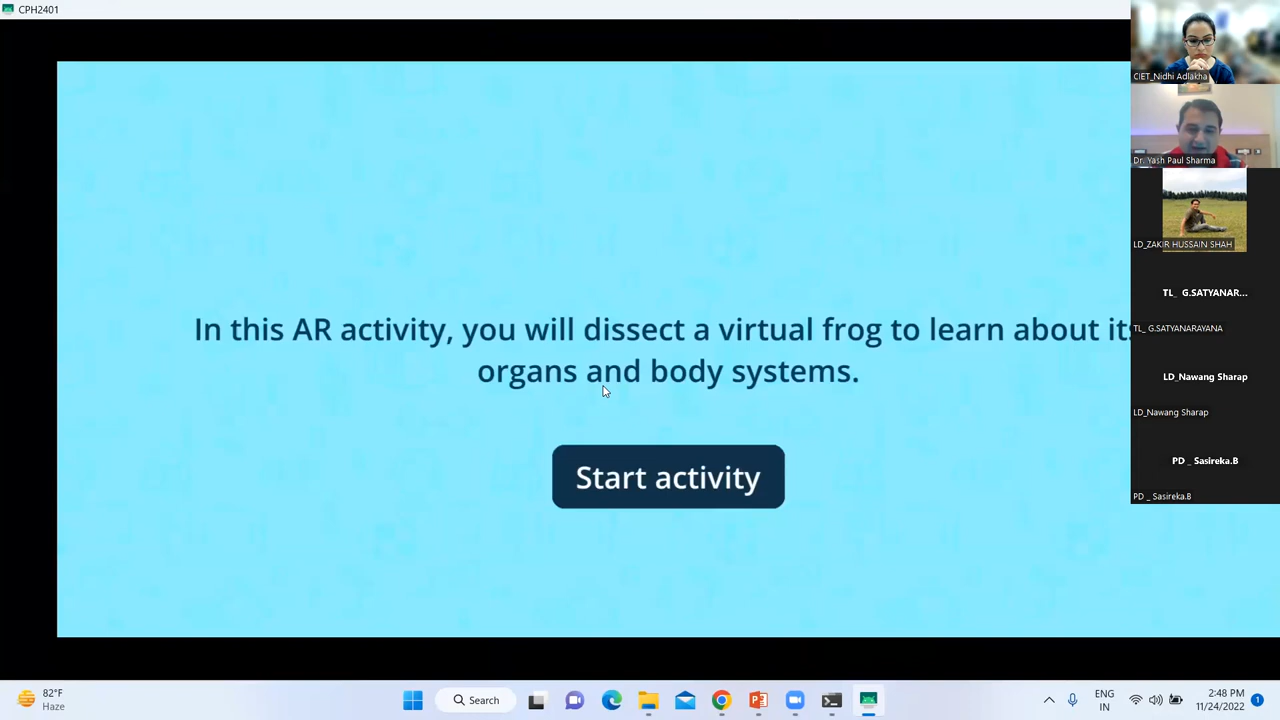 CPH2401
In this AR activity, you will dissect a virtual frog to learn about its
organs and body systems.
Start activity
CIET_Nidhi Adlakha
Dr. Yash Paul Sharma
LD_ZAKIR HUSSAIN SHAH
TL_ G.SATYANAR...
TL_ G.SATYANARAYANA
LD_Nawang Sharap
LD_Nawang Sharap
PD _ Sasireka.B
PD _ Sasireka.B
82°F
Haze
Search
ENG
IN
2:48 PM
11/24/2022
1